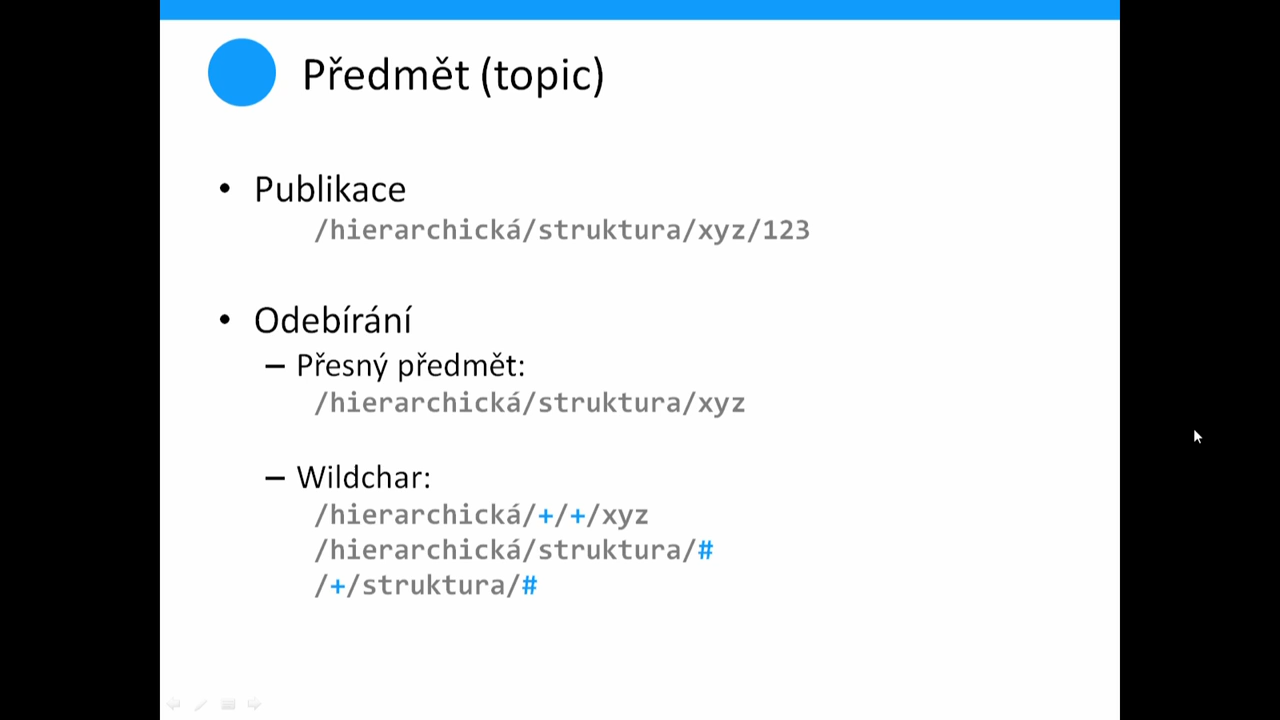 Předmět (topic)
• Publikace
/hierarchická/struktura/xyz/123
• Odebírání
– Přesný předmět:
/hierarchická/struktura/xyz
– Wildchar:
/hierarchická/+/+/xyz
/hierarchická/struktura/#
/+/struktura/#